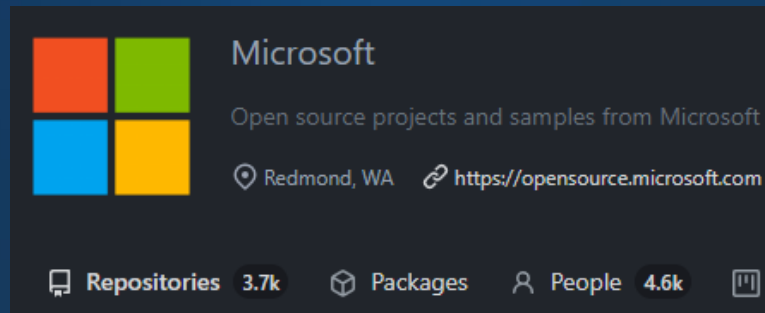 Microsoft
Open source projects and samples from Microsoft
Redmond, WA https://opensource.microsoft.com
Repositories 3.7k Packages People 4.6k